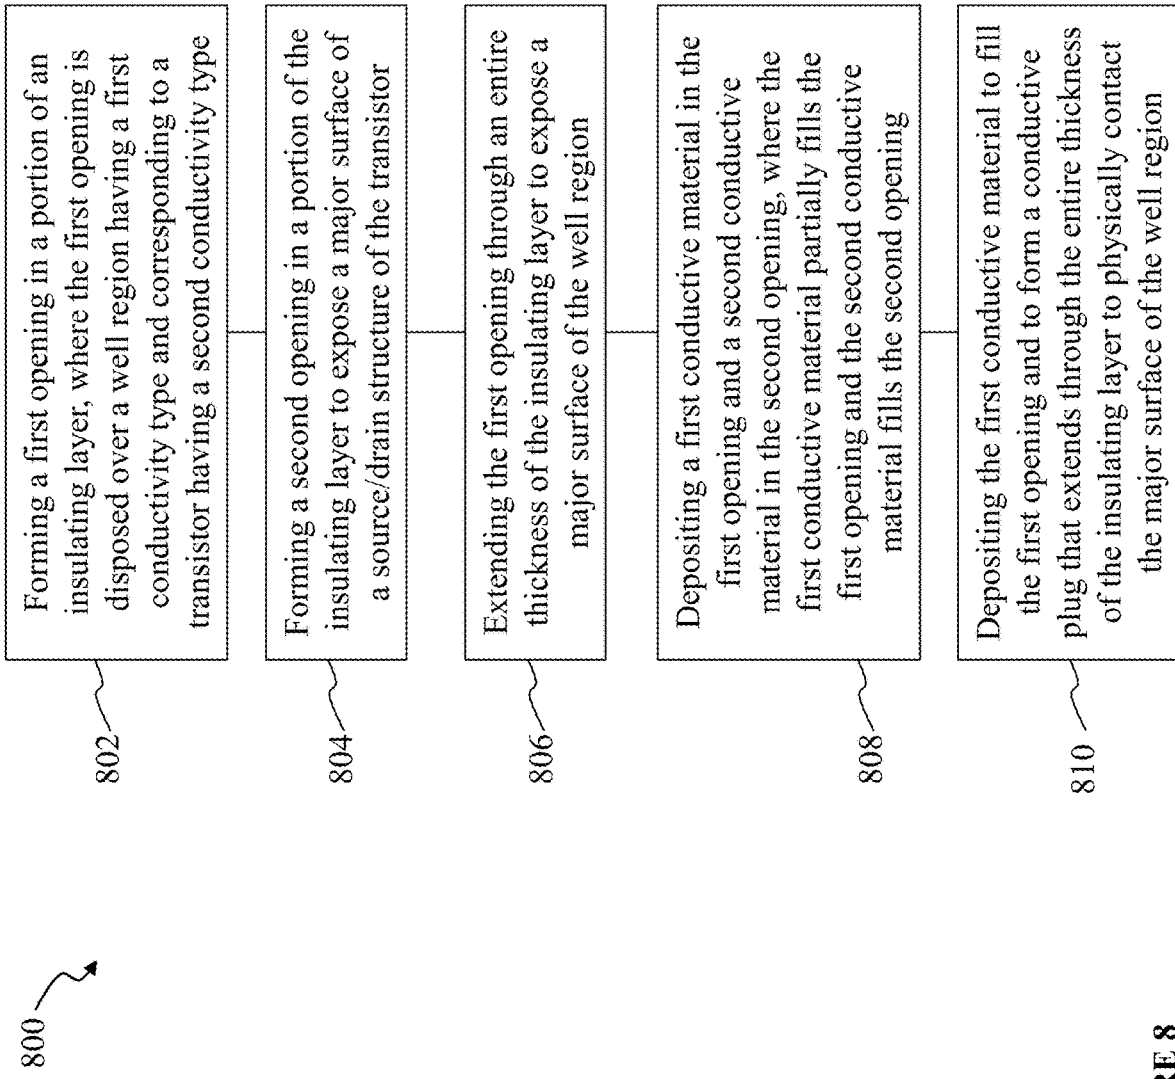 800
802
Forming a first opening in a portion of an
insulating layer, where the first opening is
disposed over a well region having a first
conductivity type and corresponding to a
transistor having a second conductivity type
804
Forming a second opening in a portion of the
insulating layer to expose a major surface of
a source/drain structure of the transistor
806
Extending the first opening through an entire
thickness of the insulating layer to expose a
major surface of the well region
808
Depositing a first conductive material in the
first opening and a second conductive
material in the second opening, where the
first conductive material partially fills the
first opening and the second conductive
material fills the second opening
810
Depositing the first conductive material to fill
the first opening and to form a conductive
plug that extends through the entire thickness
of the insulating layer to physically contact
the major surface of the well region
RE 8